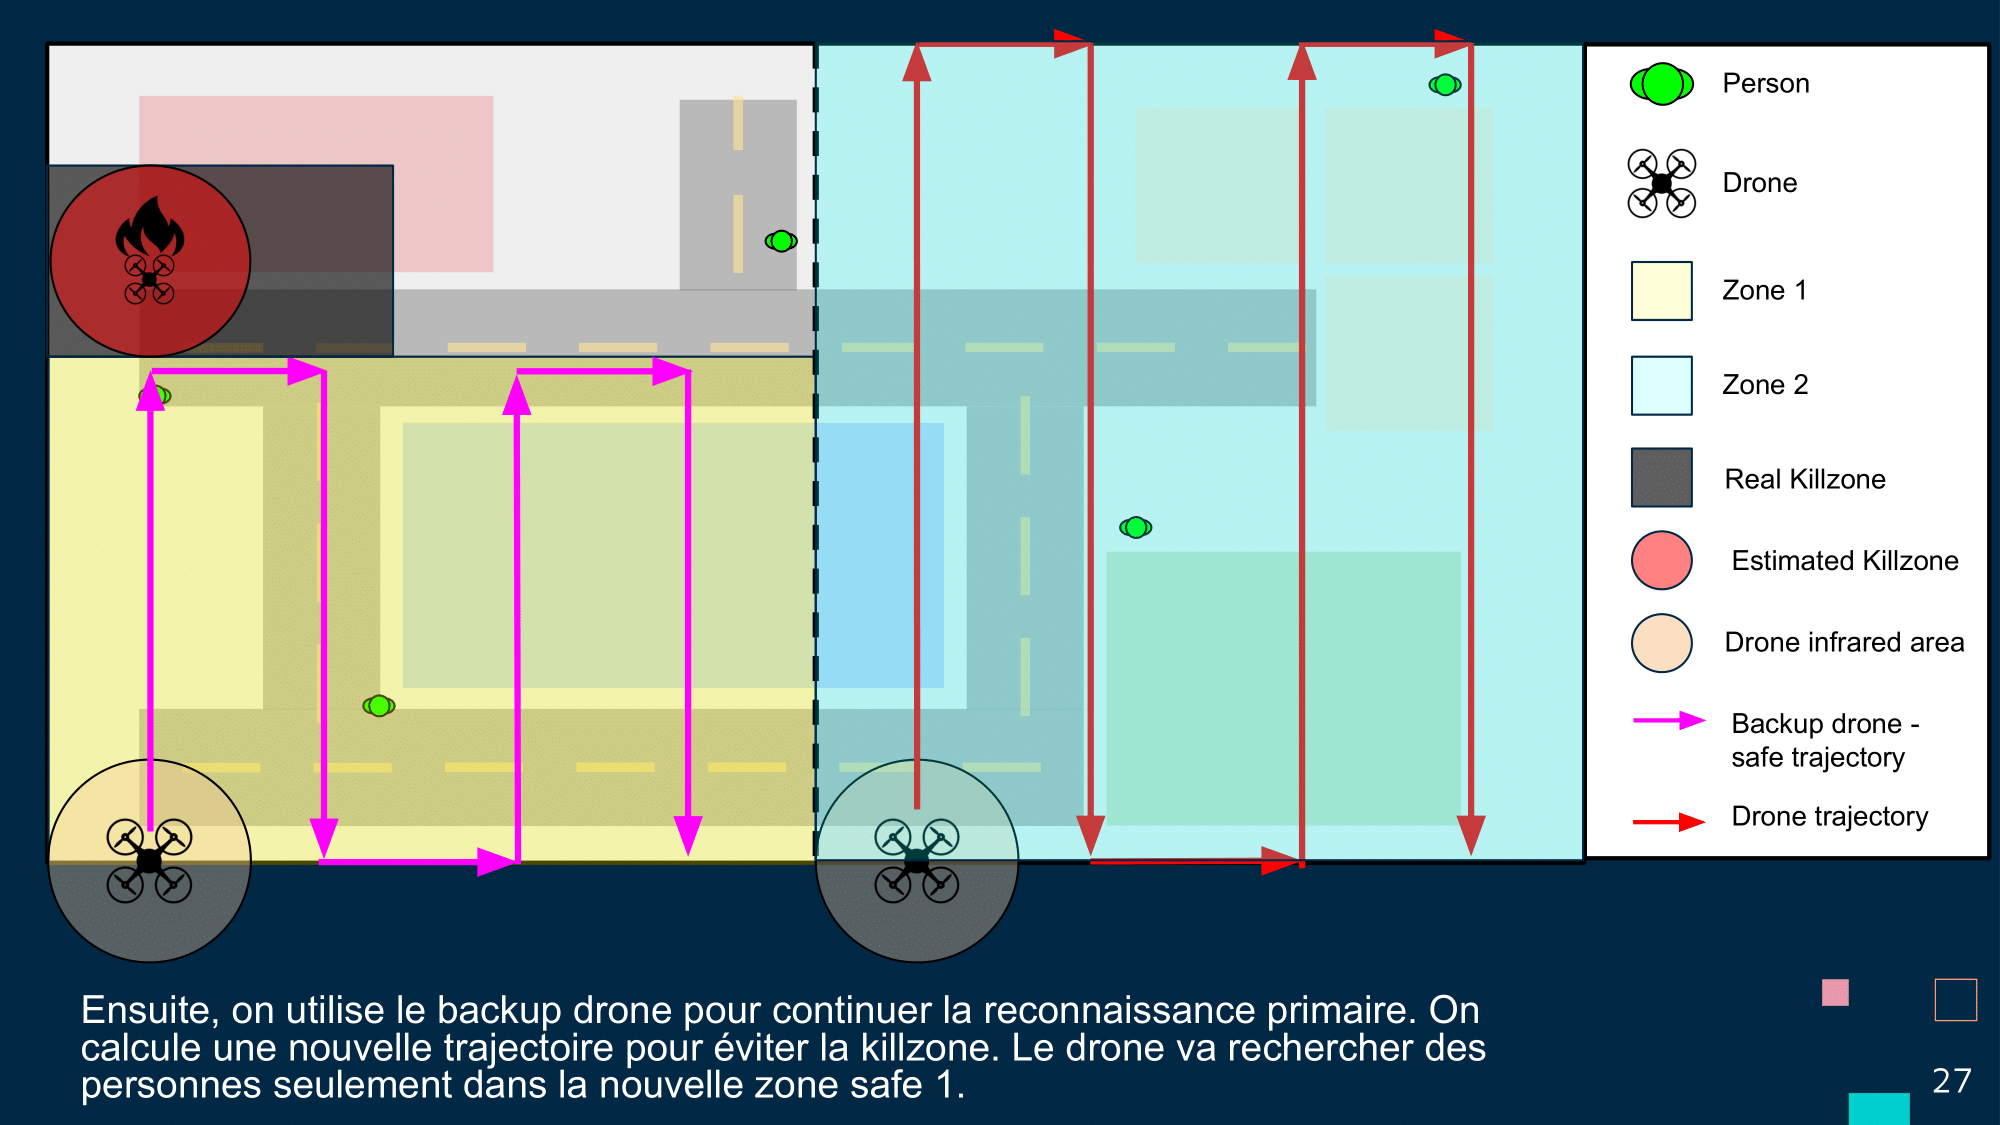 Person
Drone
Zone 1
Zone 2
Real Killzone
Estimated Killzone
Drone infrared area
Backup drone -
safe trajectory
Drone trajectory
Ensuite, on utilise le backup drone pour continuer la reconnaissance primaire. On
calcule une nouvelle trajectoire pour éviter la killzone. Le drone va rechercher des
personnes seulement dans la nouvelle zone safe 1.
27